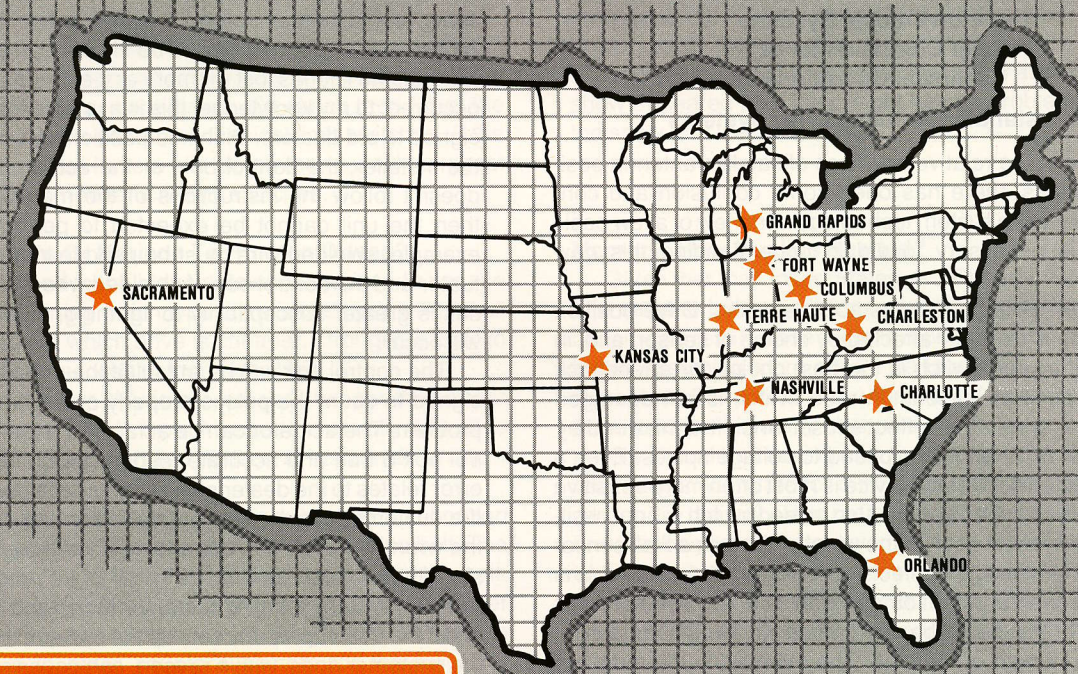 GRAND RAPIDS
FORT WAYNE
COLUMBUS
SACRAMENTO
TERRE HAUTE
CHARLESTON
KANSAS CITY
NASHVILLE
CHARLOTTE
ORLANDO